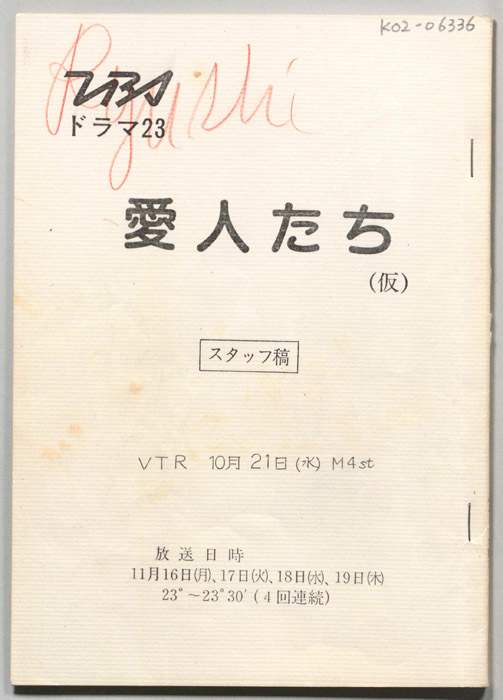 K02-06336
Ryushi
TBS
ドラマ23
愛人たち
(仮)
スタッフ稿
VTR 10月21日(水) M4st
放送日時
11月16日(月)、17日(火)、18日(水)、19日(木)
23°~23°30′(4回連続)